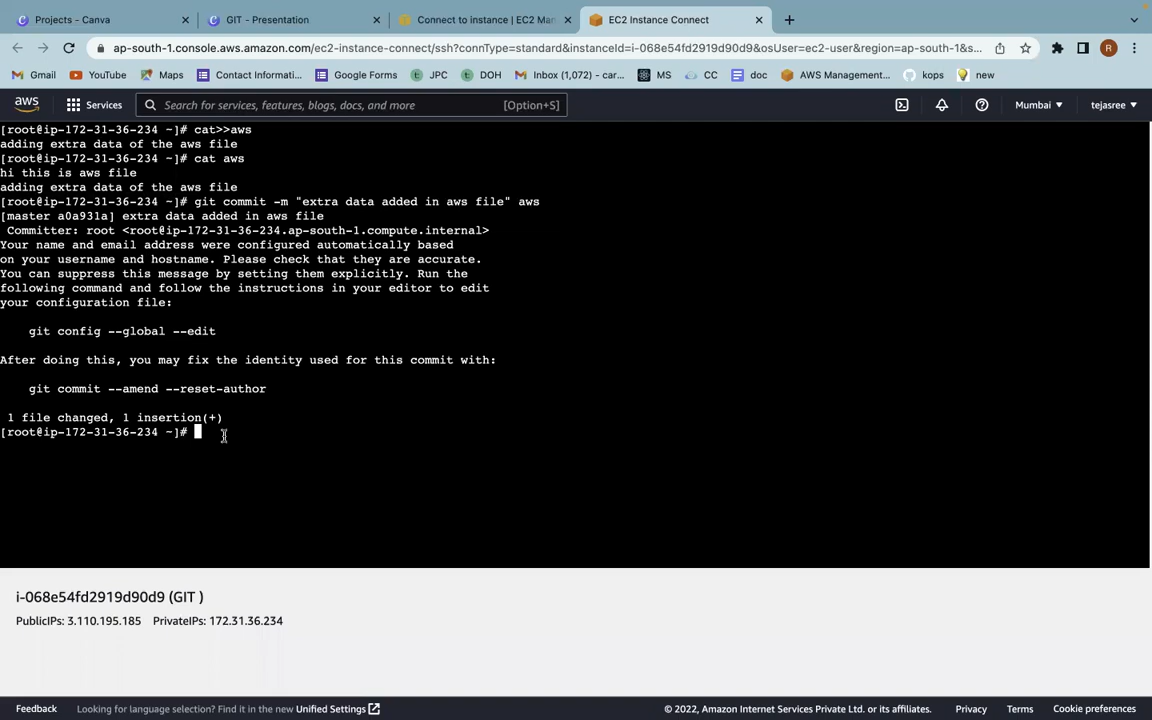 Projects - Canva
GIT - Presentation
Connect to instance | EC2 Man
EC2 Instance Connect
ap-south-1.console.aws.amazon.com/ec2-instance-connect/ssh?connType=standard&instanceId=i-068e54fd2919d90d9&osUser=ec2-user&region=ap-south-1&s...
R
Gmail
YouTube
Maps
Contact Informati...
Google Forms
JPC
DOH
Inbox (1,072) - car...
MS
CC
doc
AWS Management...
kops
new
aws
Services
Search for services, features, blogs, docs, and more
[Option+S]
Mumbai
tejasree
[root@ip-172-31-36-234 ~]# cat>>aws
adding extra data of the aws file
[root@ip-172-31-36-234 ~]# cat aws
hi this is aws file
adding extra data of the aws file
[root@ip-172-31-36-234 ~]# git commit -m "extra data added in aws file" aws
[master a0a931a] extra data added in aws file
Committer: root <root@ip-172-31-36-234.ap-south-1.compute.internal>
Your name and email address were configured automatically based
on your username and hostname. Please check that they are accurate.
You can suppress this message by setting them explicitly. Run the
following command and follow the instructions in your editor to edit
your configuration file:
git config --global --edit
After doing this, you may fix the identity used for this commit with:
git commit --amend --reset-author
1 file changed, 1 insertion(+)
[root@ip-172-31-36-234 ~]#
i-068e54fd2919d90d9 (GIT )
PublicIPs: 3.110.195.185 PrivateIPs: 172.31.36.234
Feedback
Looking for language selection? Find it in the new Unified Settings
© 2022, Amazon Internet Services Private Ltd. or its affiliates.
Privacy
Terms
Cookie preferences